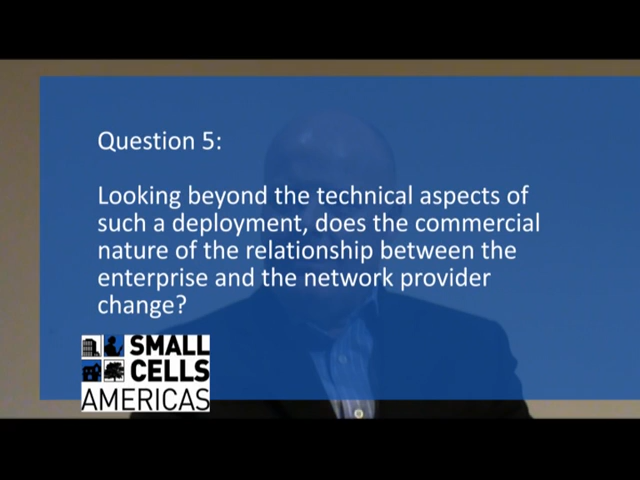 Question 5:
Looking beyond the technical aspects of
such a deployment, does the commercial
nature of the relationship between the
enterprise and the network provider
change?
SMALL
CELLS
AMERICAS